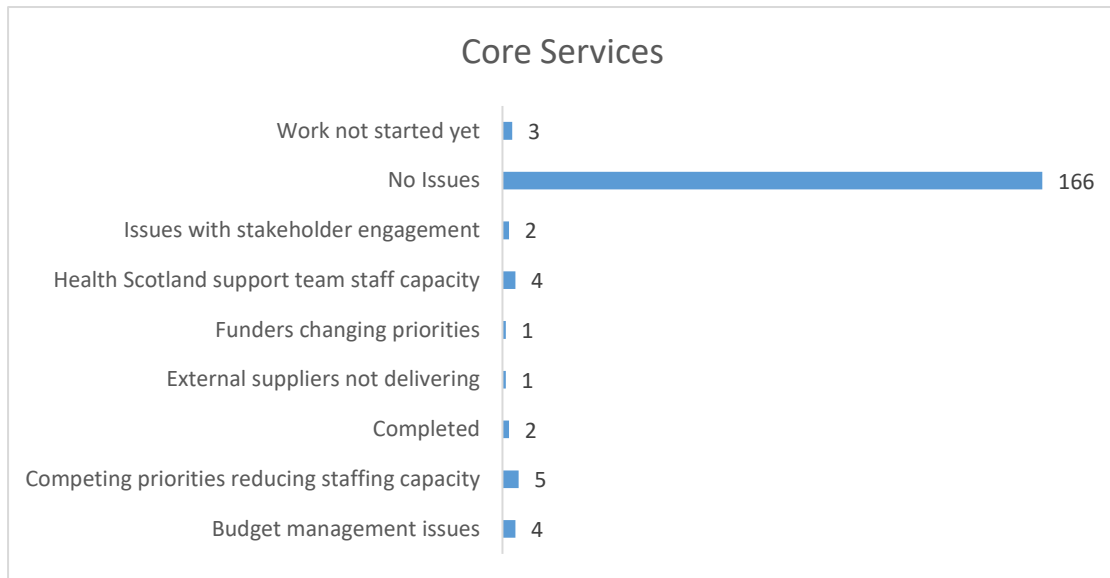 Core Services
Work not started yet 3
No Issues 166
Issues with stakeholder engagement 2
Health Scotland support team staff capacity 4
Funders changing priorities 1
External suppliers not delivering 1
Completed 2
Competing priorities reducing staffing capacity 5
Budget management issues 4